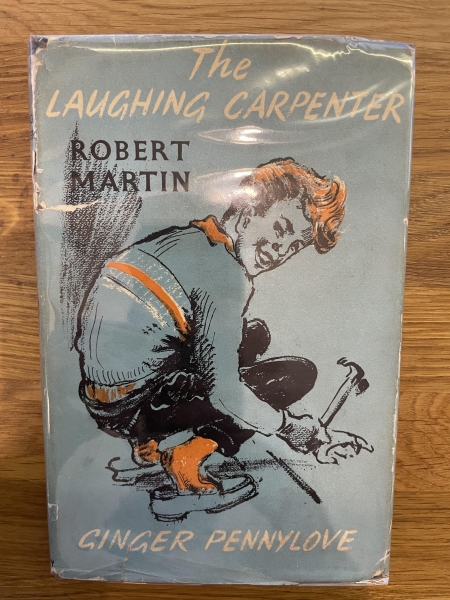 The
LAUGHING CARPENTER
ROBERT
MARTIN
GINGER PENNYLOVE